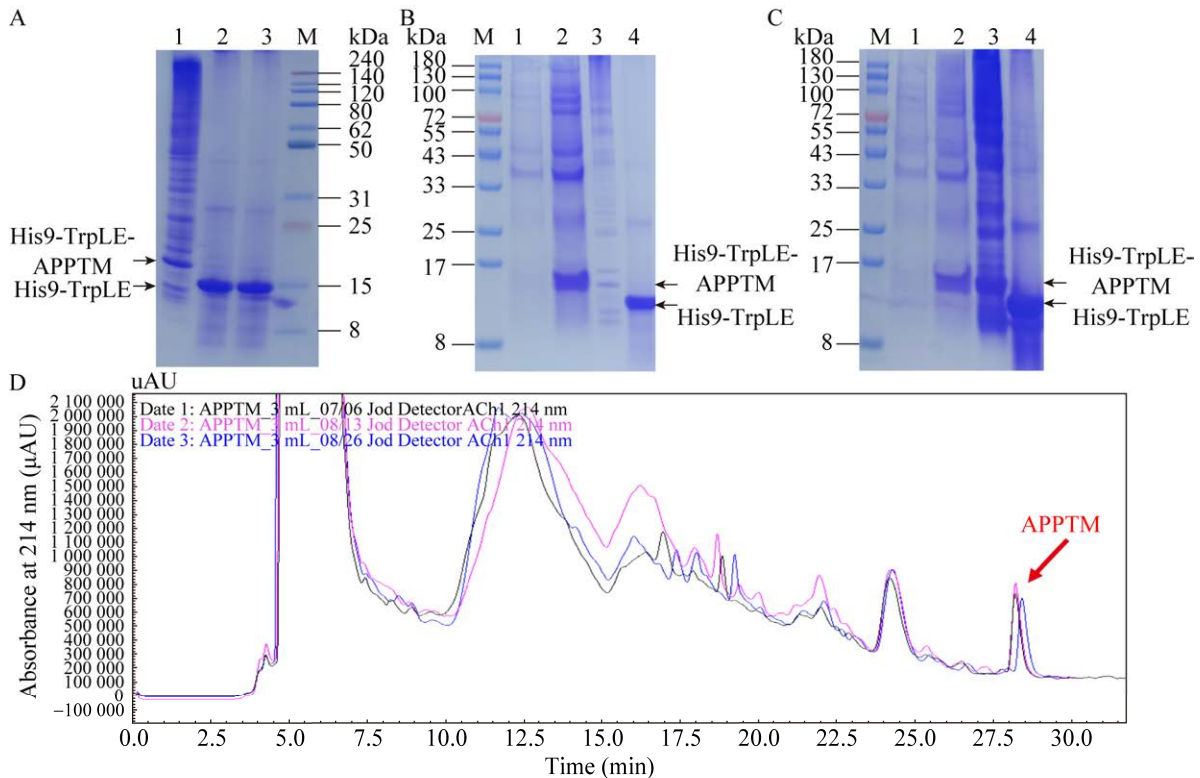 A
1 2 3 M kDa
240
140
120
80
62
50
31
25
15
8
His9-TrpLE-
APPTM
His9-TrpLE
B
kDa M 1 2 3 4
180
130
100
72
55
43
33
25
17
8
His9-TrpLE-
APPTM
His9-TrpLE
C
kDa M 1 2 3 4
180
130
100
72
55
43
33
25
17
8
His9-TrpLE-
APPTM
His9-TrpLE
D
uAU
Absorbance at 214 nm (μAU)
2 100 000
2 000 000
1 900 000
1 800 000
1 700 000
1 600 000
1 500 000
1 400 000
1 300 000
1 200 000
1 100 000
1 000 000
900 000
800 000
700 000
600 000
500 000
400 000
300 000
200 000
100 000
0
−100 000
Date 1: APPTM_3 mL_07/06 Jod DetectorACh1 214 nm
Date 2: APPTM_3 mL_08/13 Jod Detector ACh1 214 nm
Date 3: APPTM_3 mL_08/26 Jod Detector ACh1 214 nm
APPTM
0.0 2.5 5.0 7.5 10.0 12.5 15.0 17.5 20.0 22.5 25.0 27.5 30.0
Time (min)